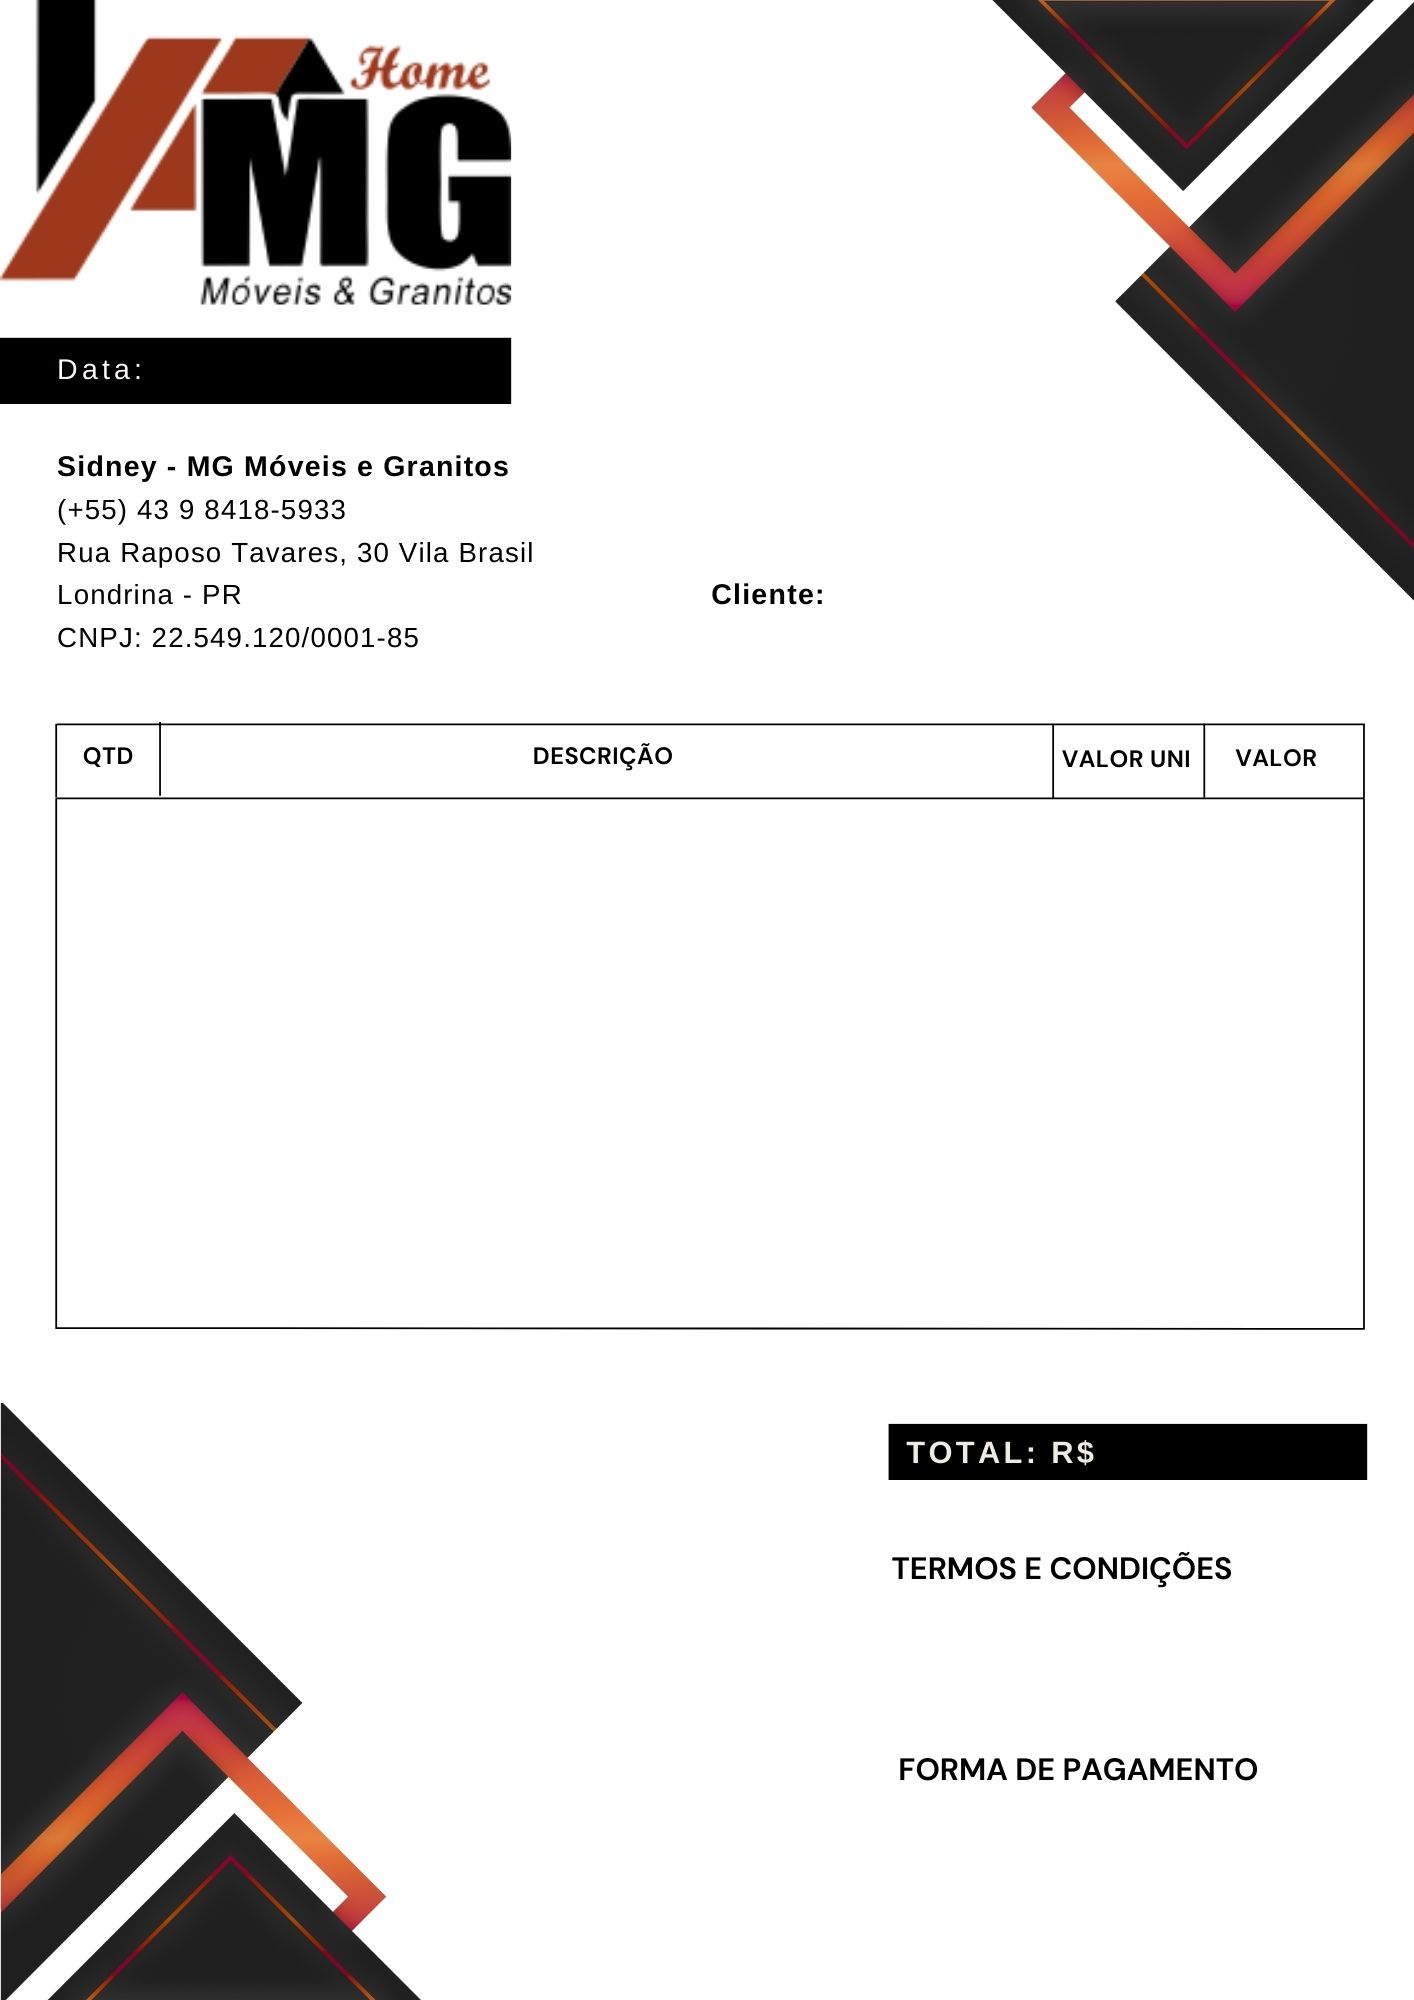 Home
MG
Móveis & Granitos
Data:
Sidney - MG Móveis e Granitos
(+55) 43 9 8418-5933
Rua Raposo Tavares, 30 Vila Brasil
Londrina - PR
CNPJ: 22.549.120/0001-85
Cliente:
QTD DESCRIÇÃO VALOR UNI VALOR
TOTAL: R$
TERMOS E CONDIÇÕES
FORMA DE PAGAMENTO